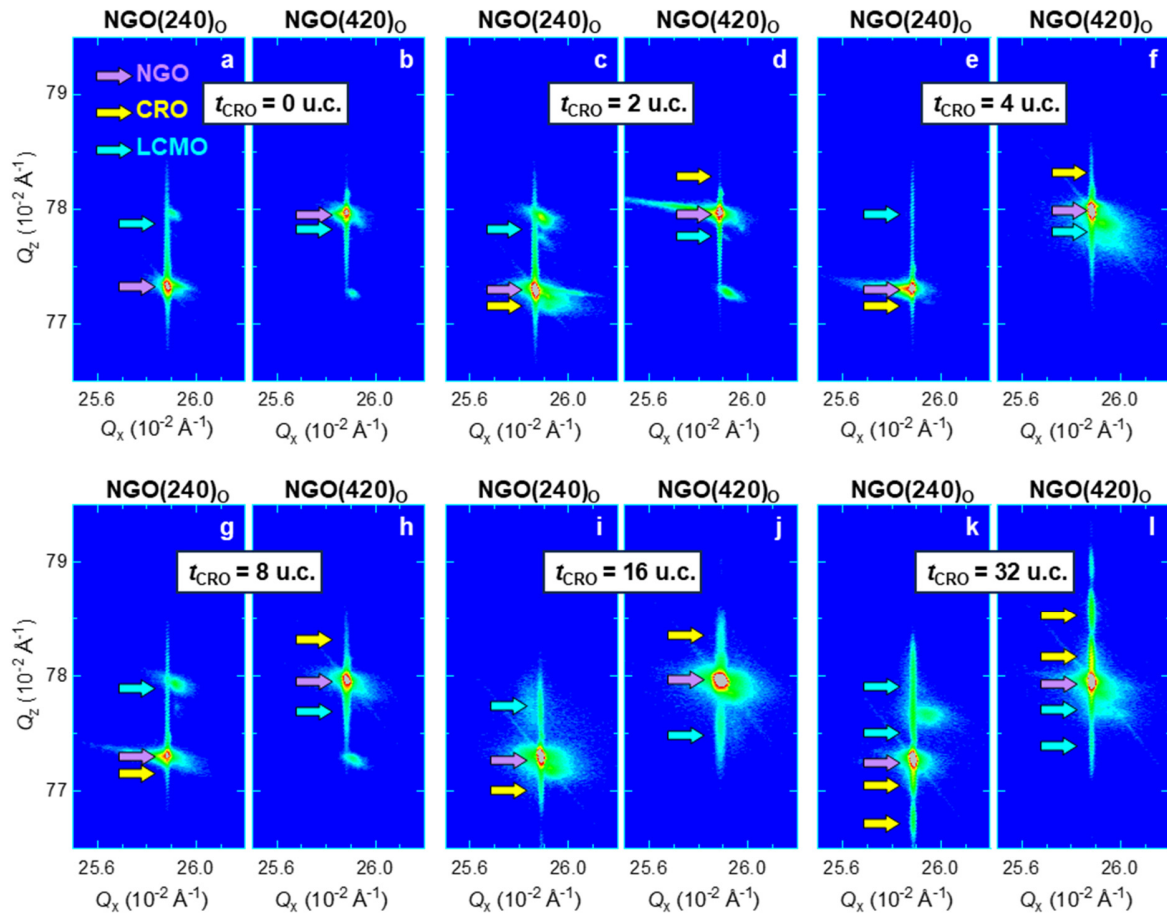 NGO(240)O NGO(420)O NGO(240)O NGO(420)O NGO(240)O NGO(420)O
a b c d e f
NGO
CRO
LCMO
tCRO = 0 u.c. tCRO = 2 u.c. tCRO = 4 u.c.
79
78
77
Qz (10-2 Å-1)
25.6 26.0 25.6 26.0 25.6 26.0 25.6 26.0 25.6 26.0 25.6 26.0
Qx (10-2 Å-1) Qx (10-2 Å-1) Qx (10-2 Å-1) Qx (10-2 Å-1) Qx (10-2 Å-1) Qx (10-2 Å-1)
NGO(240)O NGO(420)O NGO(240)O NGO(420)O NGO(240)O NGO(420)O
g h i j k l
tCRO = 8 u.c. tCRO = 16 u.c. tCRO = 32 u.c.
79
78
77
Qz (10-2 Å-1)
25.6 26.0 25.6 26.0 25.6 26.0 25.6 26.0 25.6 26.0 25.6 26.0
Qx (10-2 Å-1) Qx (10-2 Å-1) Qx (10-2 Å-1) Qx (10-2 Å-1) Qx (10-2 Å-1) Qx (10-2 Å-1)